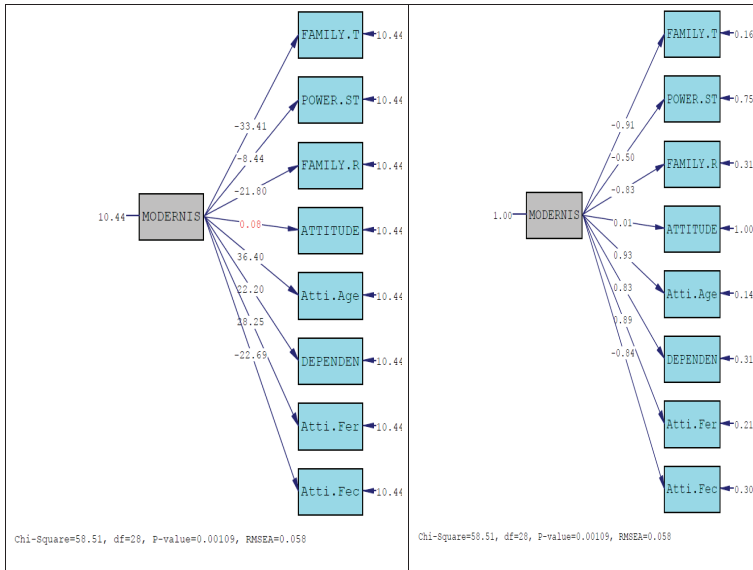 FAMILY.T
10.44
POWER.ST
10.44
-33.41
-8.44
FAMILY.R
10.44
-21.80
10.44
MODERNIS
0.08
ATTITUDE
10.44
36.40
Atti.Age
10.44
22.20
28.25
-22.69
DEPENDEN
10.44
Atti.Fer
10.44
Atti.Fec
10.44
Chi-Square=58.51, df=28, P-value=0.00109, RMSEA=0.058
FAMILY.T
0.16
POWER.ST
0.75
-0.91
-0.50
FAMILY.R
0.31
-0.83
1.00
MODERNIS
0.01
ATTITUDE
1.00
0.93
Atti.Age
0.14
0.83
0.89
-0.84
DEPENDEN
0.31
Atti.Fer
0.21
Atti.Fec
0.30
Chi-Square=58.51, df=28, P-value=0.00109, RMSEA=0.058